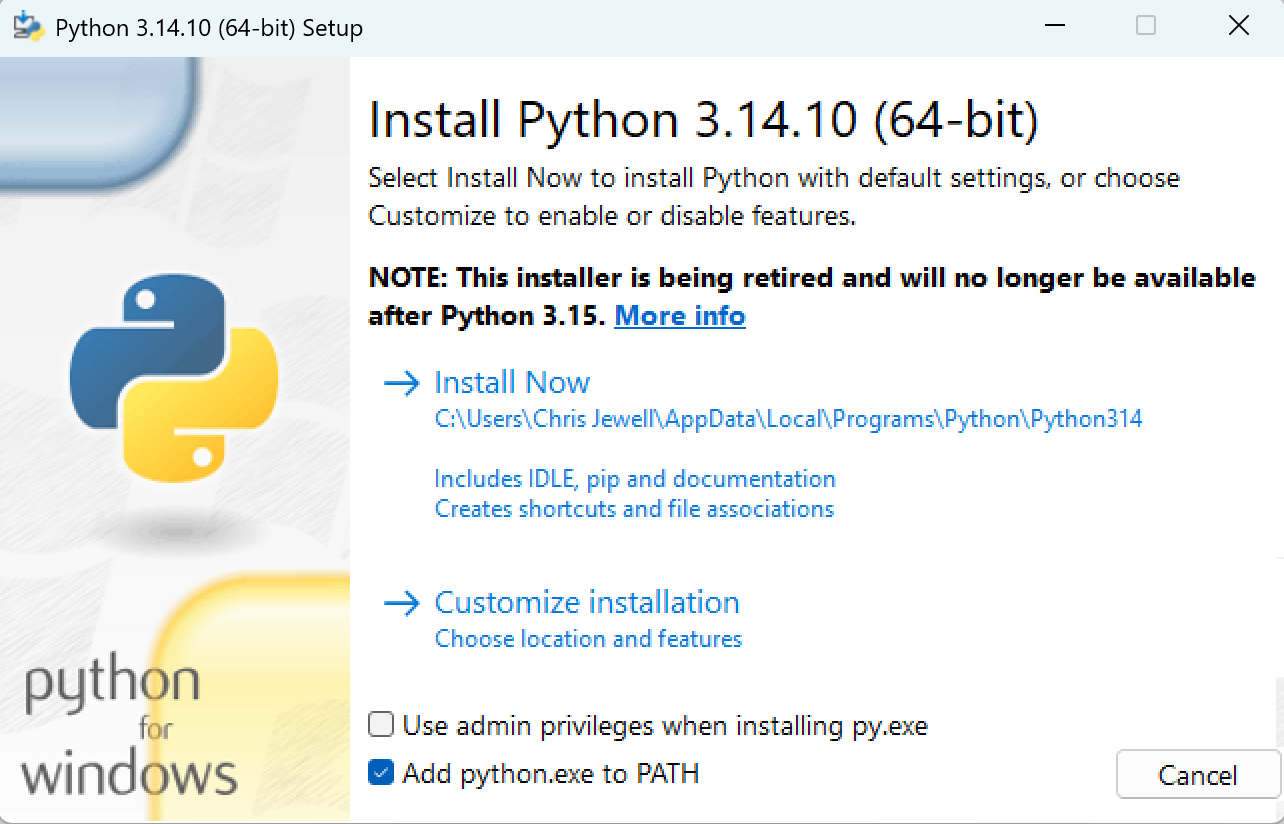 Python 3.14.10 (64-bit) Setup
Install Python 3.14.10 (64-bit)
Select Install Now to install Python with default settings, or choose
Customize to enable or disable features.
NOTE: This installer is being retired and will no longer be available
after Python 3.15. More info
Install Now
C:\Users\Chris Jewell\AppData\Local\Programs\Python\Python314
Includes IDLE, pip and documentation
Creates shortcuts and file associations
Customize installation
Choose location and features
Use admin privileges when installing py.exe
Add python.exe to PATH
Cancel
python
for
windows